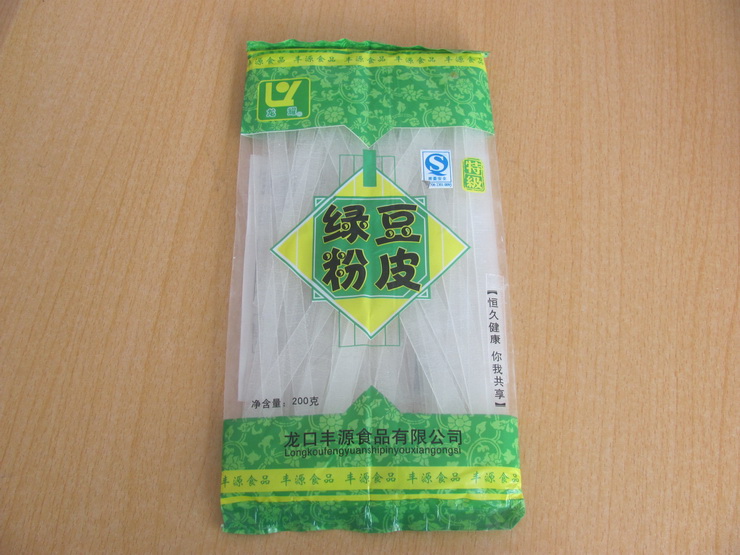 丰源食品 丰源食品 丰源食品 丰源食品
特级
绿豆
粉皮
【恒久健康 你我共享】
净含量：200克
龙口丰源食品有限公司
Longkoufengyuanshipinyouxiangongsi
丰源食品 丰源食品 丰源食品 丰源食品